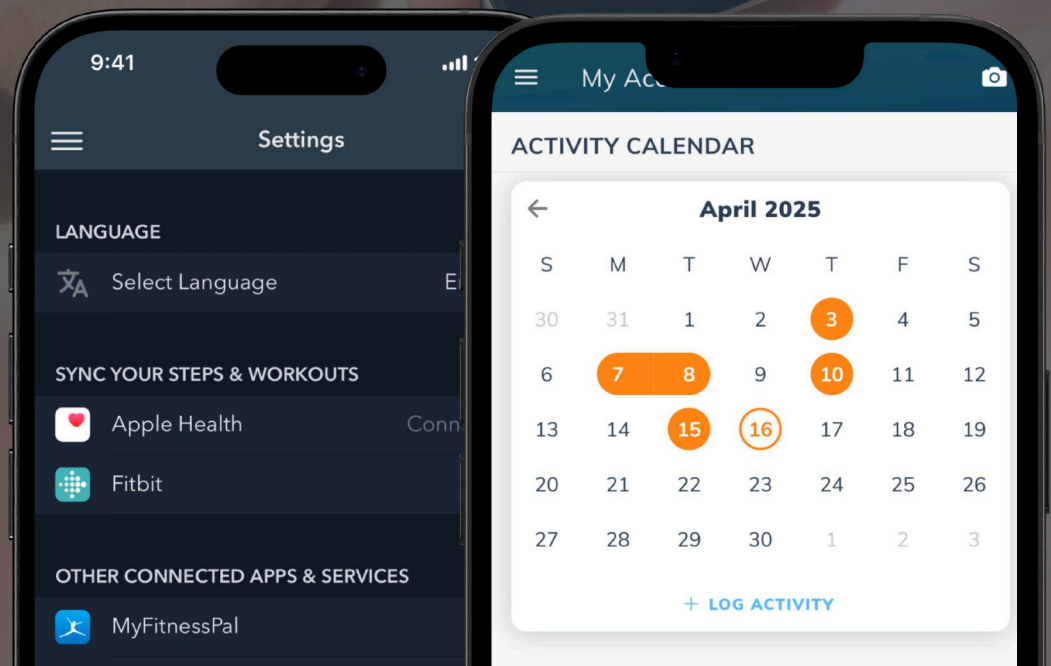 9:41
Settings
LANGUAGE
Select Language
SYNC YOUR STEPS & WORKOUTS
Apple Health
Fitbit
OTHER CONNECTED APPS & SERVICES
MyFitnessPal
My
ACTIVITY CALENDAR
April 2025
S M T W T F S
30 31 1 2 3 4 5
6 7 8 9 10 11 12
13 14 15 16 17 18 19
20 21 22 23 24 25 26
27 28 29 30 1 2 3
+ LOG ACTIVITY